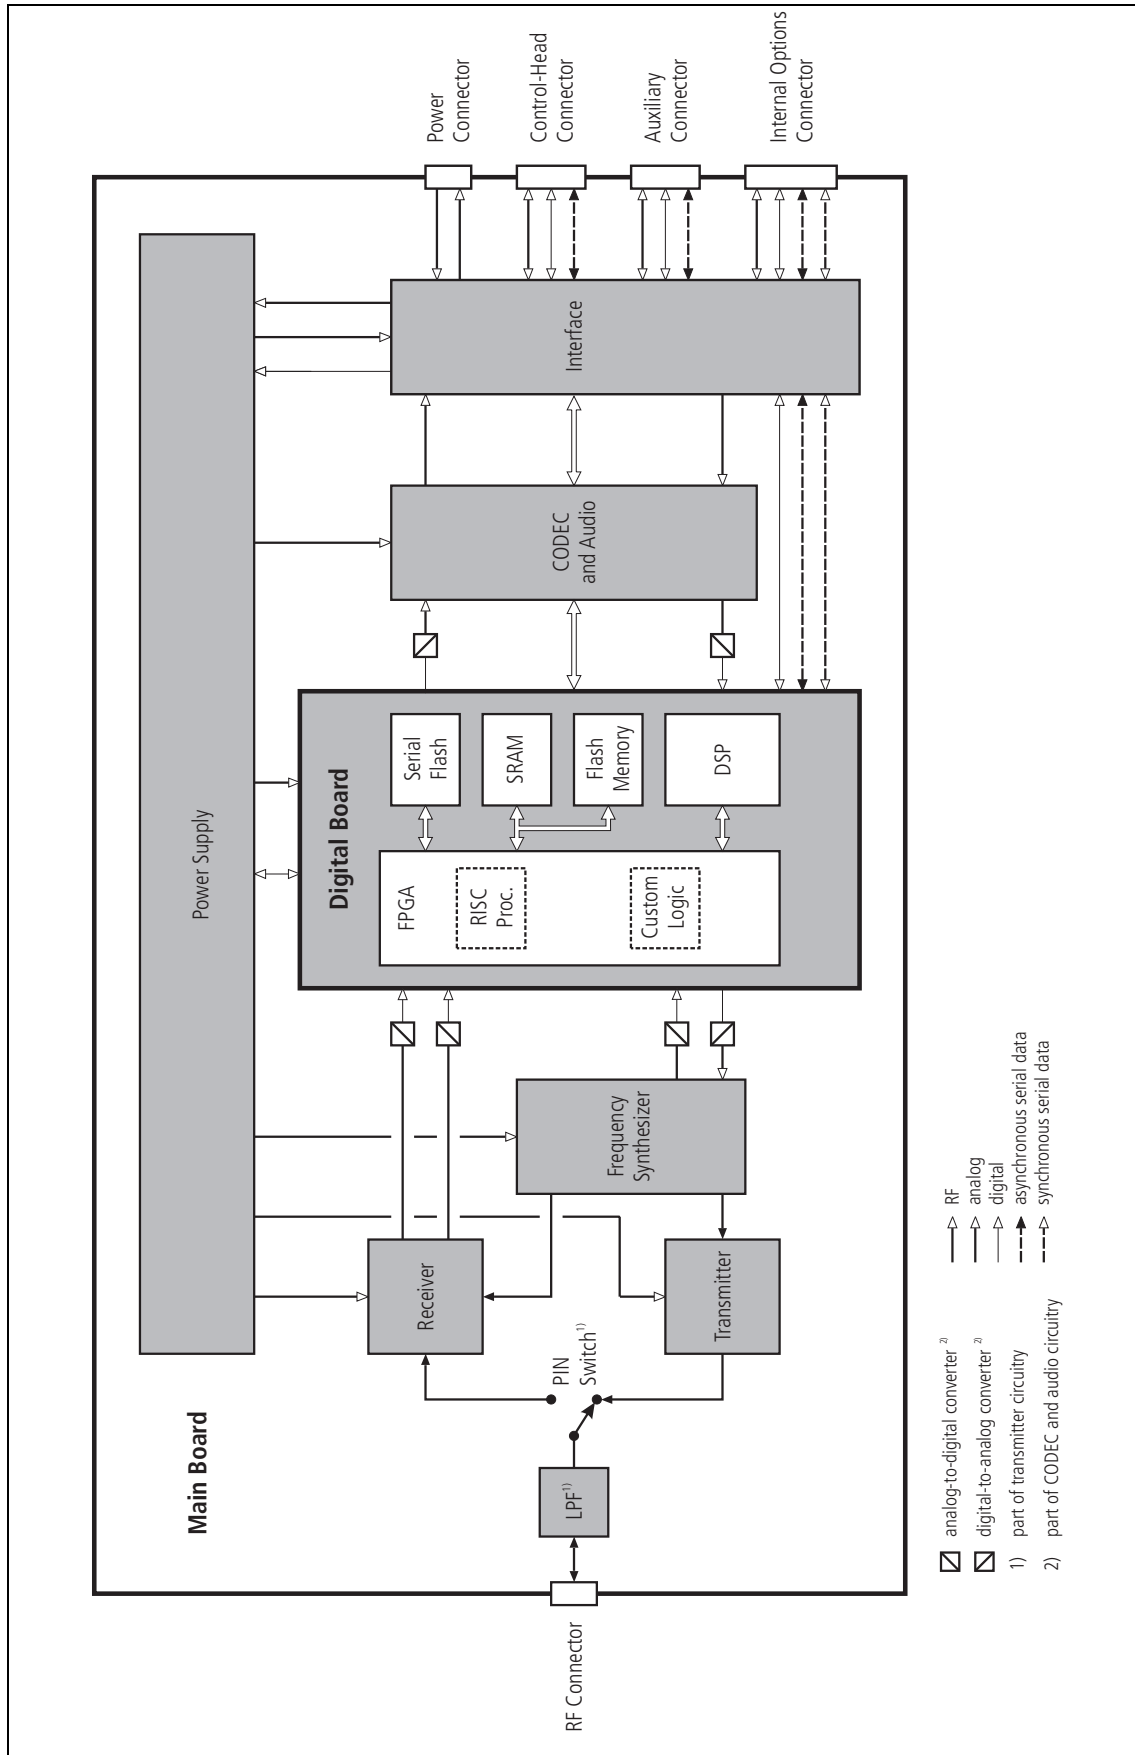 Main Board
Power Supply
Digital Board
FPGA
RISC
Proc.
Custom
Logic
Serial
Flash
SRAM
Flash
Memory
DSP
CODEC
and Audio
Interface
Power
Connector
Control-Head
Connector
Auxiliary
Connector
Internal Options
Connector
Receiver
Frequency
Synthesizer
Transmitter
PIN
Switch1)
LPF1)
RF Connector
analog-to-digital converter 2)
digital-to-analog converter 2)
1) part of transmitter circuitry
2) part of CODEC and audio circuitry
RF
analog
digital
asynchronous serial data
synchronous serial data